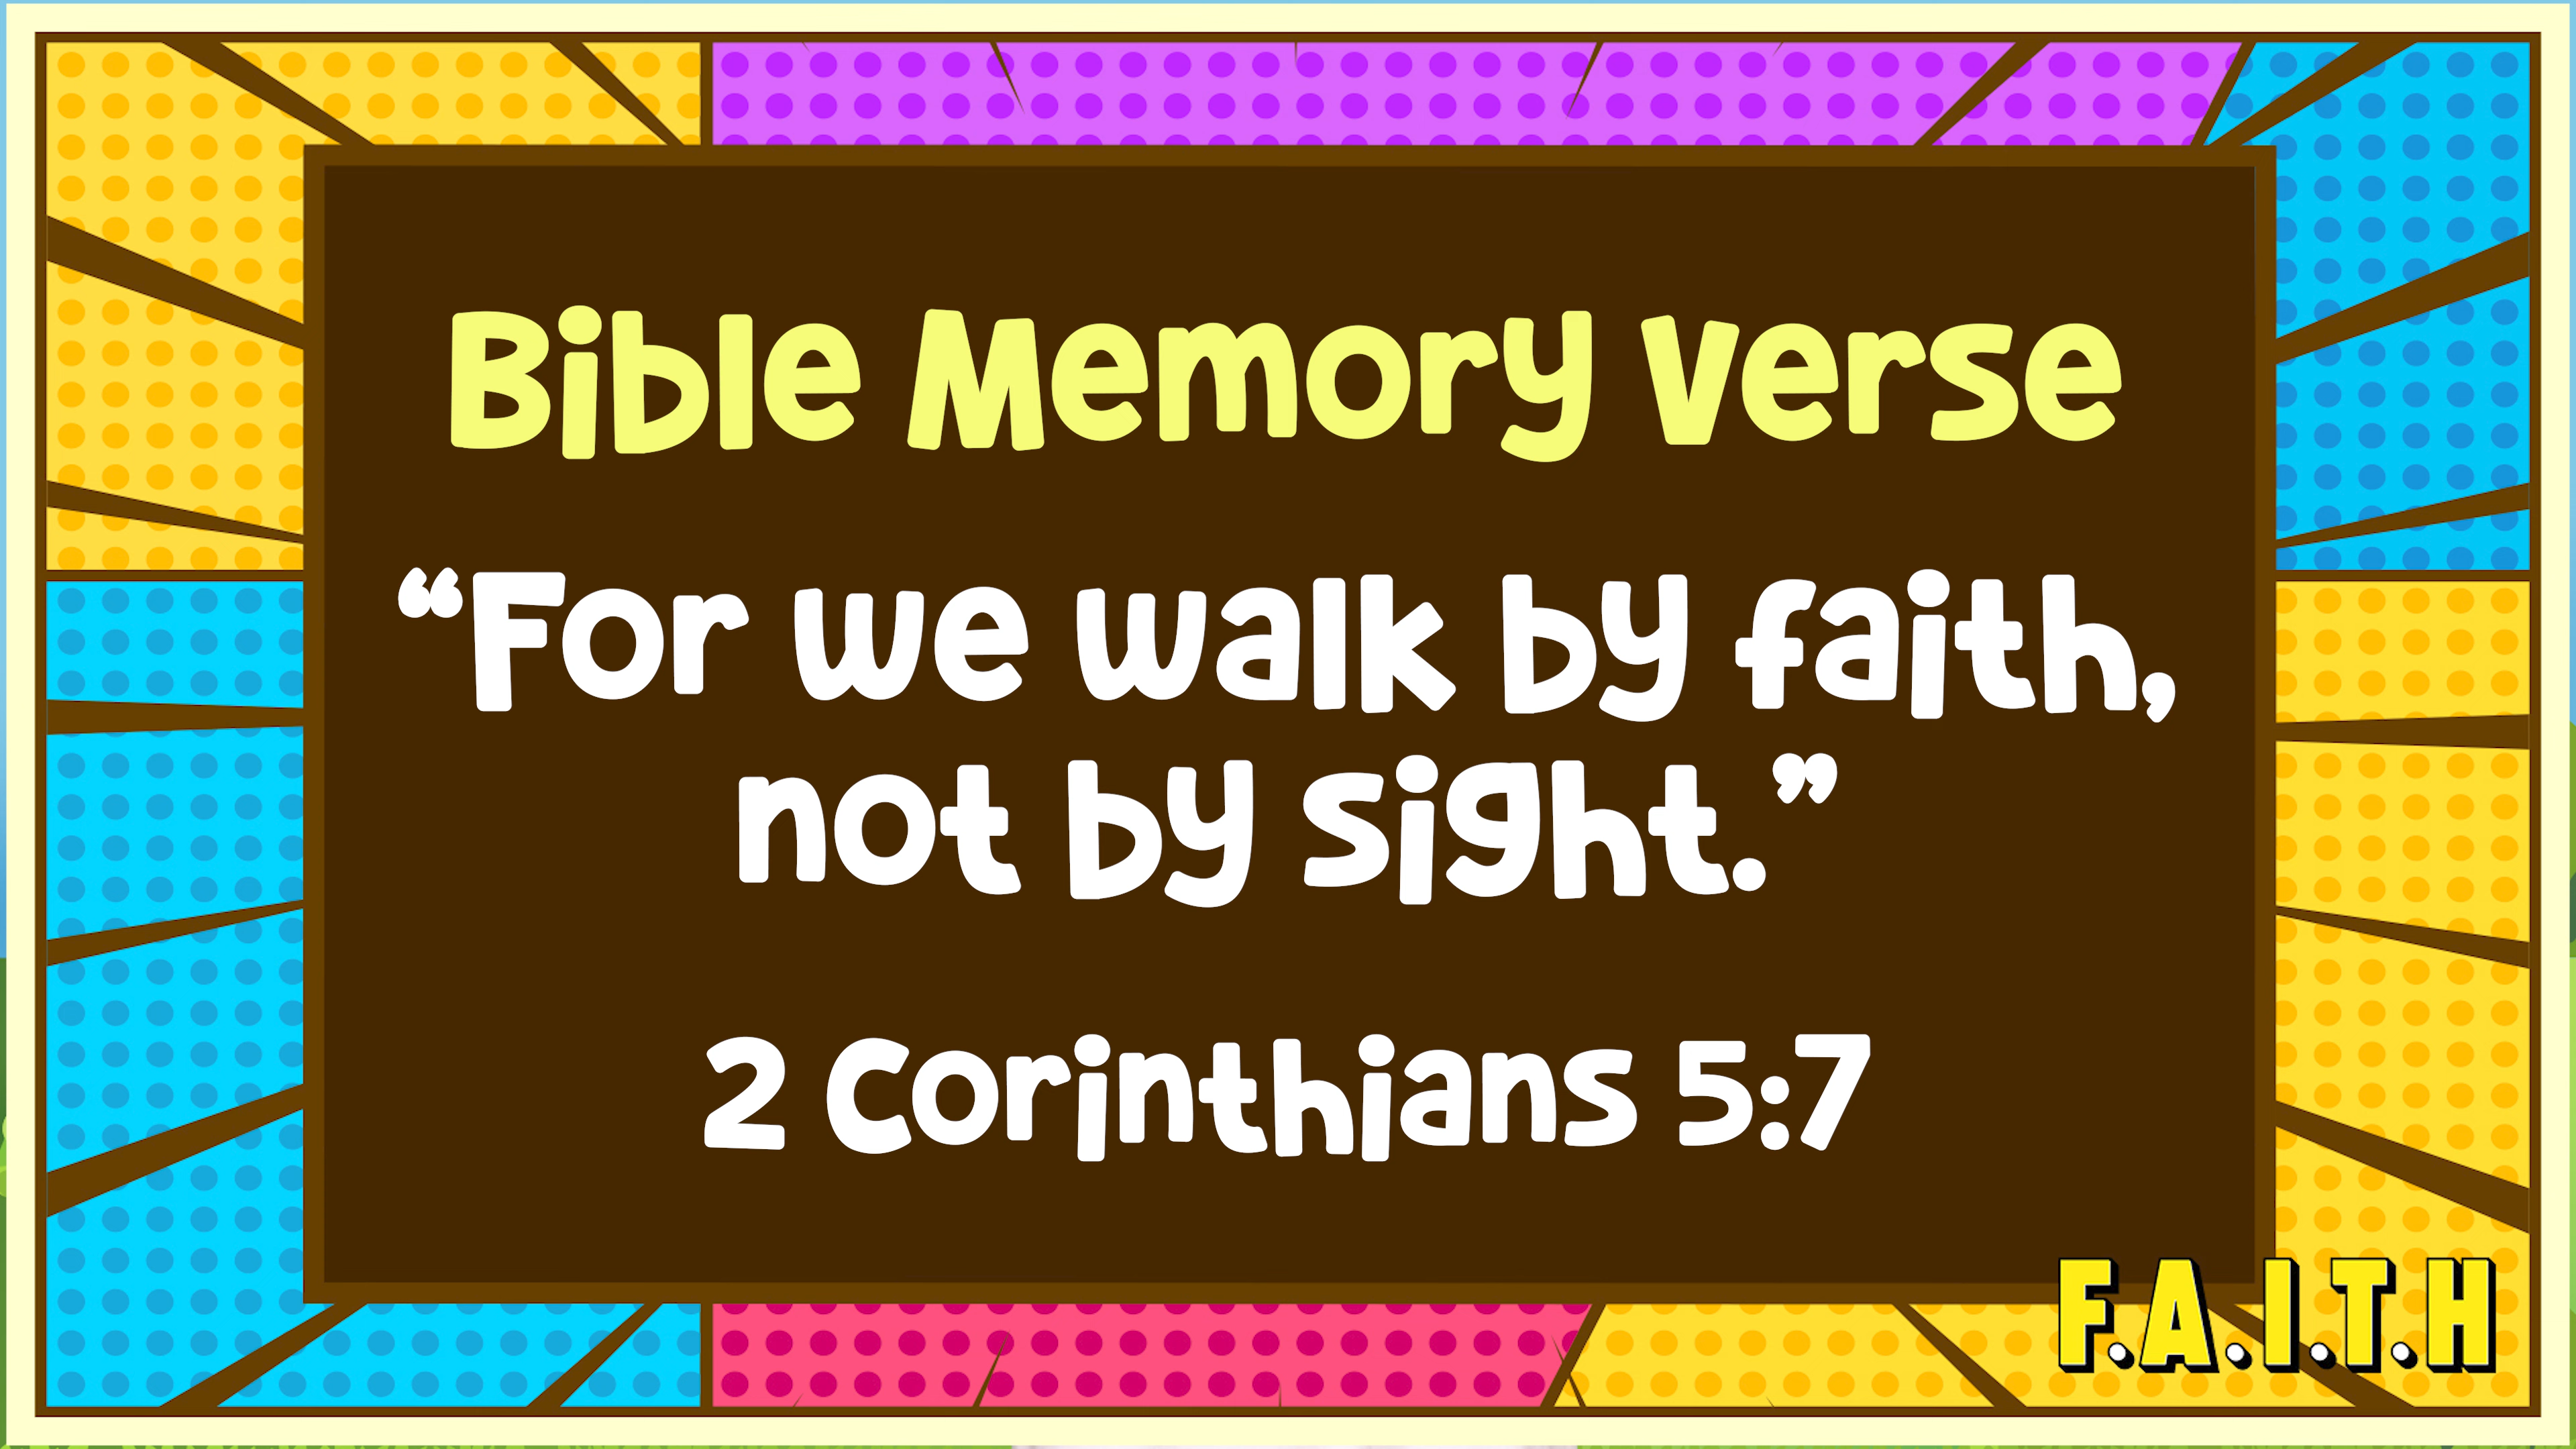 Bible Memory Verse
“For we walk by faith,
not by sight.”
2 Corinthians 5:7
F.A.I.T.H